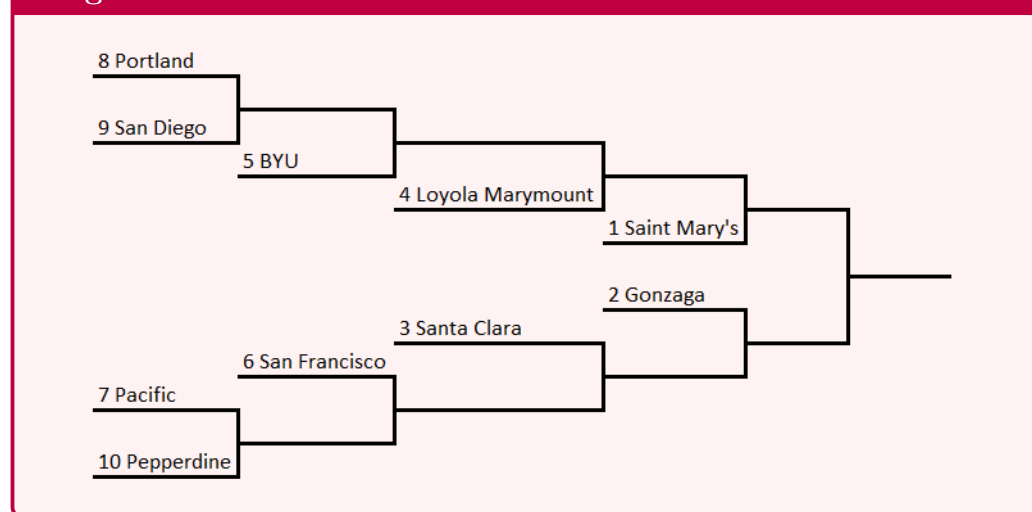 8 Portland
9 San Diego
5 BYU
4 Loyola Marymount
1 Saint Mary's
2 Gonzaga
3 Santa Clara
6 San Francisco
7 Pacific
10 Pepperdine